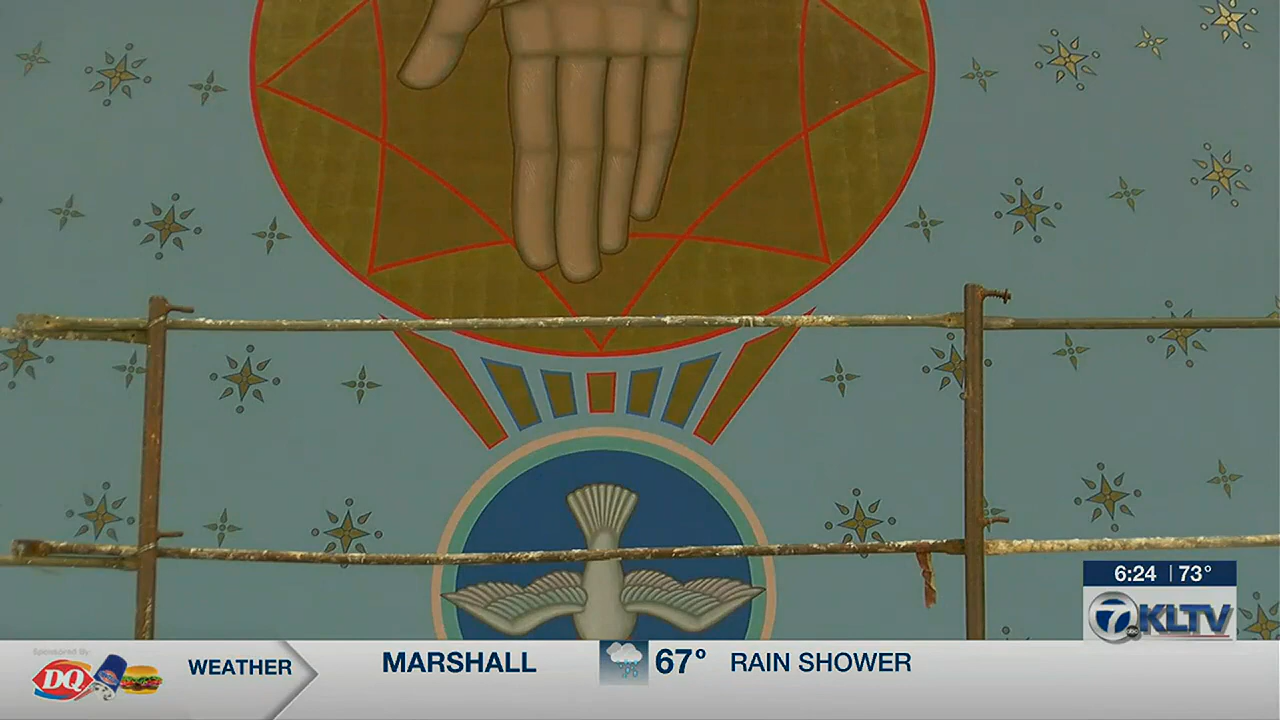 6:24 | 73°
7 KLTV
Sponsored By:
DQ
WEATHER
MARSHALL
67°
RAIN SHOWER